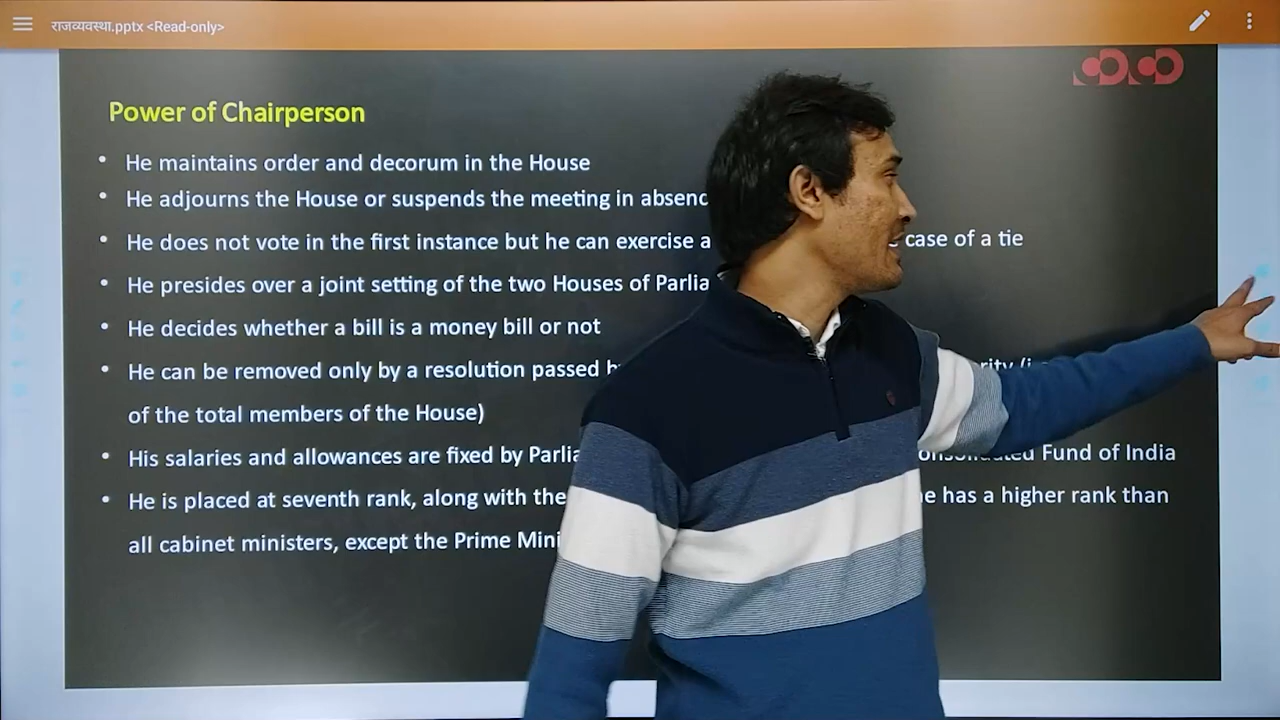 राजव्यवस्था.pptx <Read-only>
Power of Chairperson
• He maintains order and decorum in the House
• He adjourns the House or suspends the meeting in
• He does not vote in the first instance but he can exercise a case of a tie
• He presides over a joint setting of the two Houses of
• He decides whether a bill is a money bill or not
• He can be removed only by a resolution passed
of the total members of the House)
• His salaries and allowances are fixed by Fund of India
• He is placed at seventh rank, along with the has a higher rank than
all cabinet ministers, except the Prime